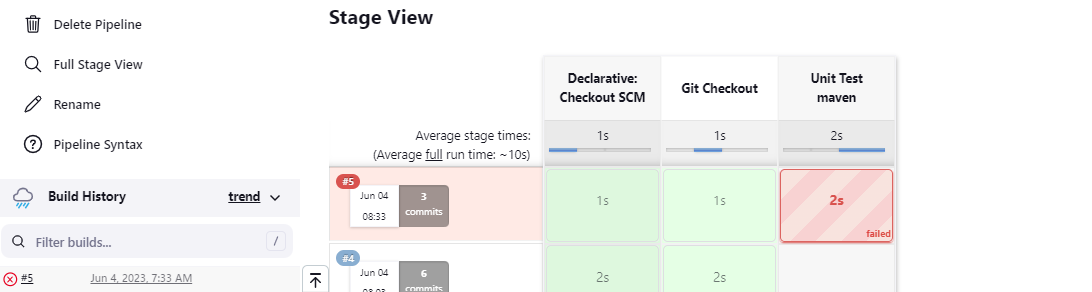 Delete Pipeline
Full Stage View
Rename
Pipeline Syntax
Build History
trend
Filter builds...
/
#5
Jun 4, 2023, 7:33 AM
Stage View
Declarative:
Checkout SCM
Git Checkout
Unit Test
maven
Average stage times:
(Average full run time: ~10s)
1s
1s
2s
#5
Jun 04
08:33
3
commits
1s
1s
2s
failed
#4
Jun 04
08:03
6
commits
2s
2s